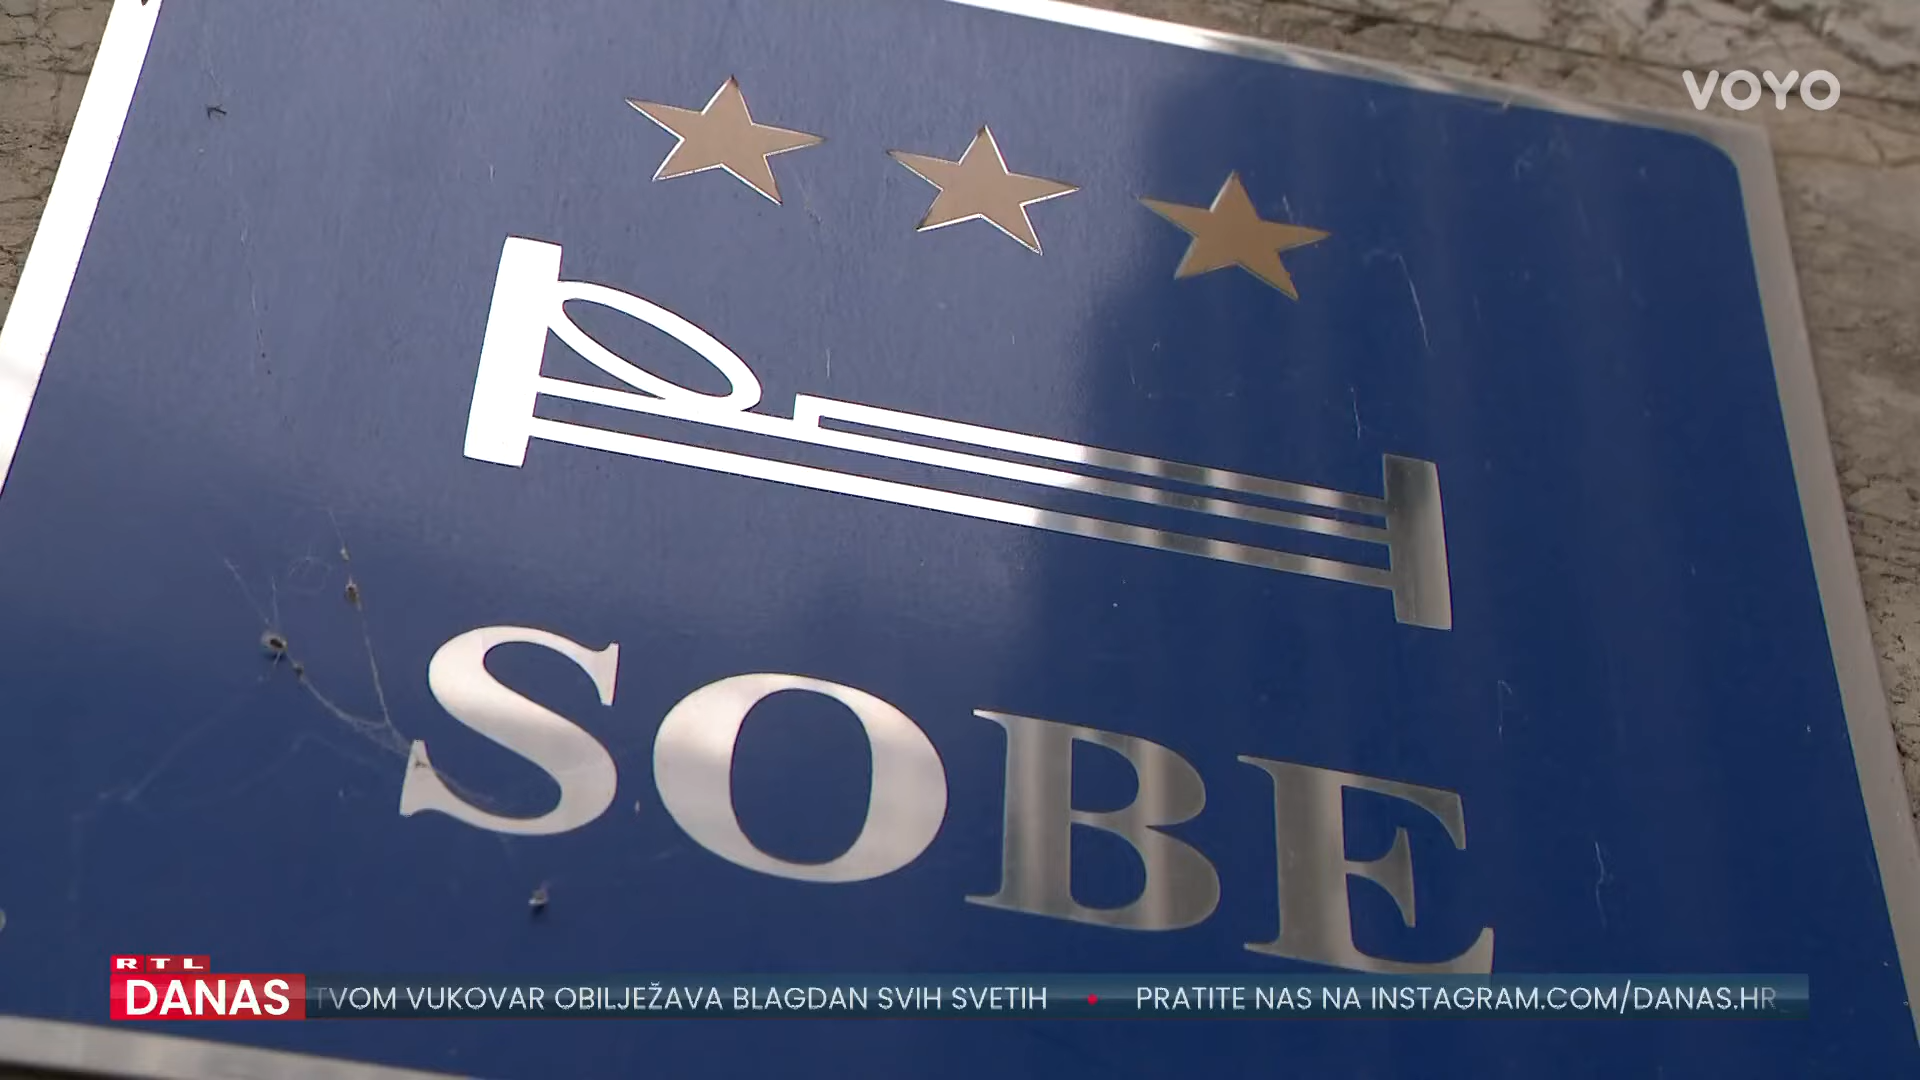 VOYO
SOBE
RTL
DANAS
TVOM VUKOVAR OBILJEŽAVA BLAGDAN SVIH SVETIH • PRATITE NAS NA INSTAGRAM.COM/DANAS.HR